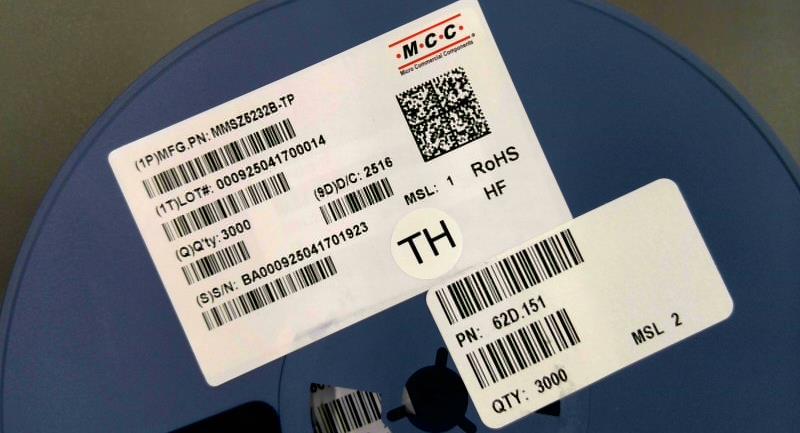 ·M·C·C·
Micro Commercial Components
(1P)MFG.PN: MMSZ5232B-TP
(1T)LOT#: 000925041700014
(Q)Q'ty: 3000
(9D)D/C: 2516
MSL: 1
RoHS
HF
(S)S/N: BA000925041701923
TH
PN: 62D.151
QTY: 3000
MSL 2